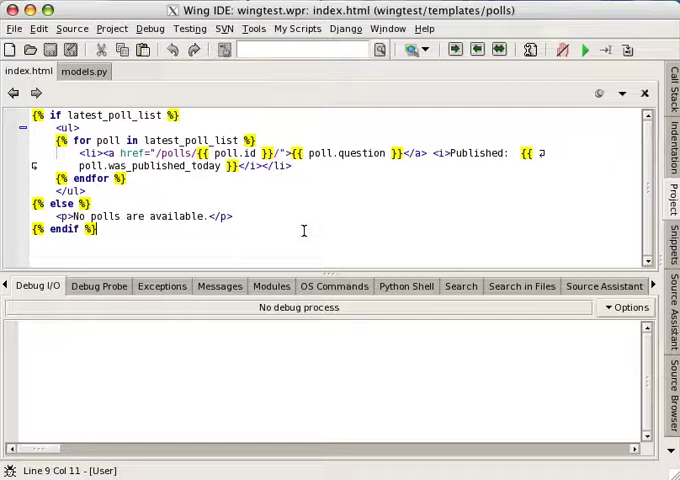 Wing IDE: wingtest.wpr: index.html (wingtest/templates/polls)
File Edit Source Project Debug Testing SVN Tools My Scripts Window Help
index.html models.py
{% if latest_poll_list %}
<ul>
{% for poll in latest_poll_list %}
<li><a href="/polls/{{ poll.id }}/">{{ poll.question }}</a> <i>Published: {{
poll.was_published_today }}</i></li>
{% endfor %}
</ul>
{% else %}
<p>No polls are available.</p>
{% endif %}
Call Stack
Indentation
Project
Snippets
Source Assistant
Source Browser
Debug I/O Debug Probe Exceptions Messages Modules OS Commands Python Shell Search Search in Files Source Assistant
No debug process
Options
Line 9 Col 11 - [User]